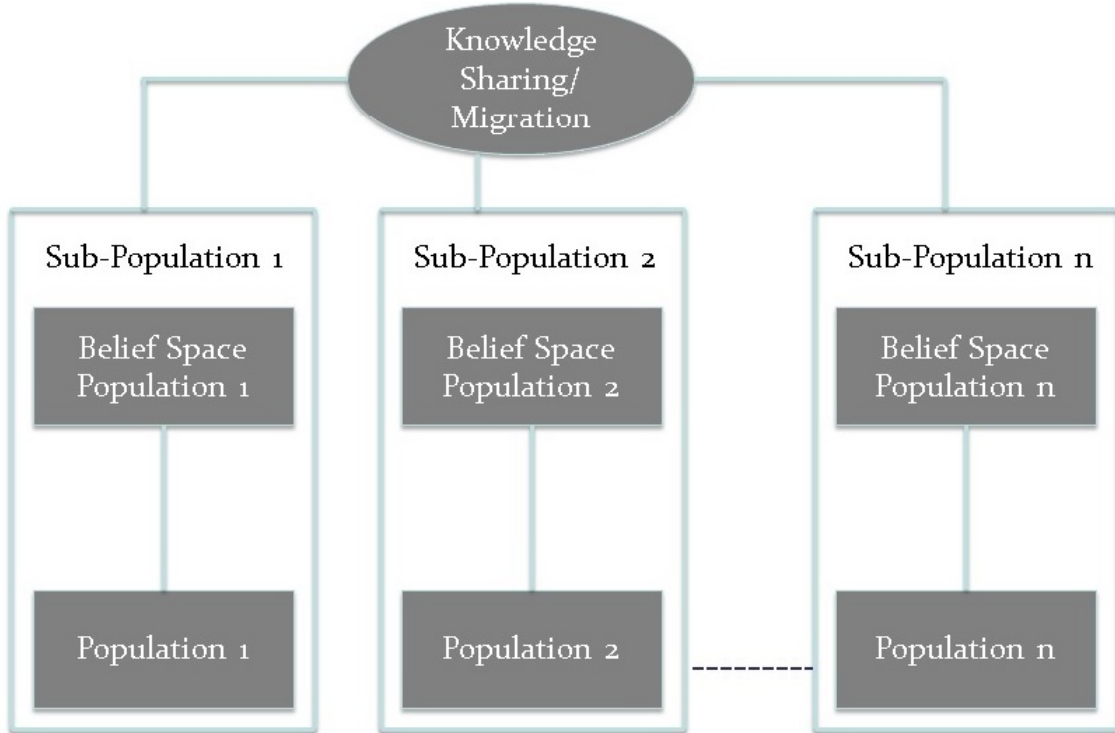 Knowledge
Sharing/
Migration
Sub-Population 1
Belief Space
Population 1
Population 1
Sub-Population 2
Belief Space
Population 2
Population 2
Sub-Population n
Belief Space
Population n
Population n